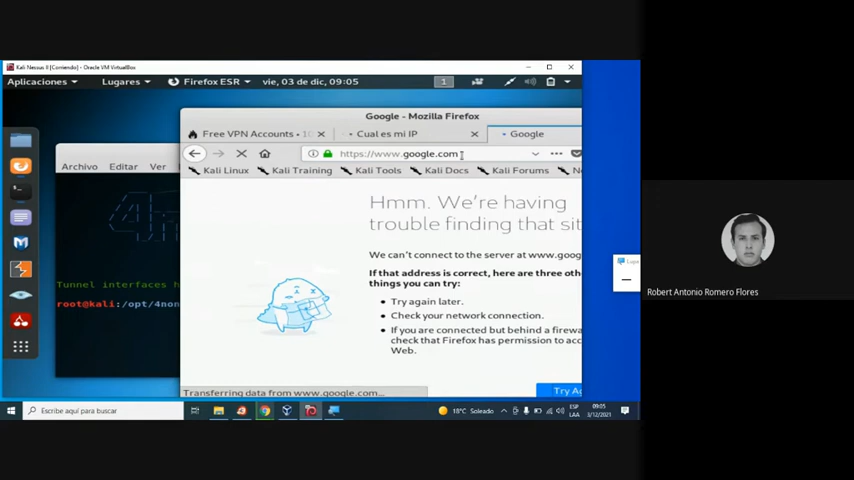 Kali Nessus II [Corriendo] - Oracle VM VirtualBox
Aplicaciones Lugares Firefox ESR vie, 03 de dic, 09:05 1
Google - Mozilla Firefox
Free VPN Accounts • 10 Cual es mi IP Google
https://www.google.com
Kali Linux Kali Training Kali Tools Kali Docs Kali Forums
Archivo Editar Ver
Hmm. We're having
trouble finding that sit
We can't connect to the server at www.goog
If that address is correct, here are three oth
things you can try:
Try again later.
Check your network connection.
If you are connected but behind a firewa
check that Firefox has permission to acc
Web.
Tunnel interfaces h
root@kali:/opt/4non
Transferring data from www.google.com...
Try Ag
Lupa
Robert Antonio Romero Flores
Escribe aquí para buscar
18°C Soleado
ESP
LAA
09:05
3/12/2021